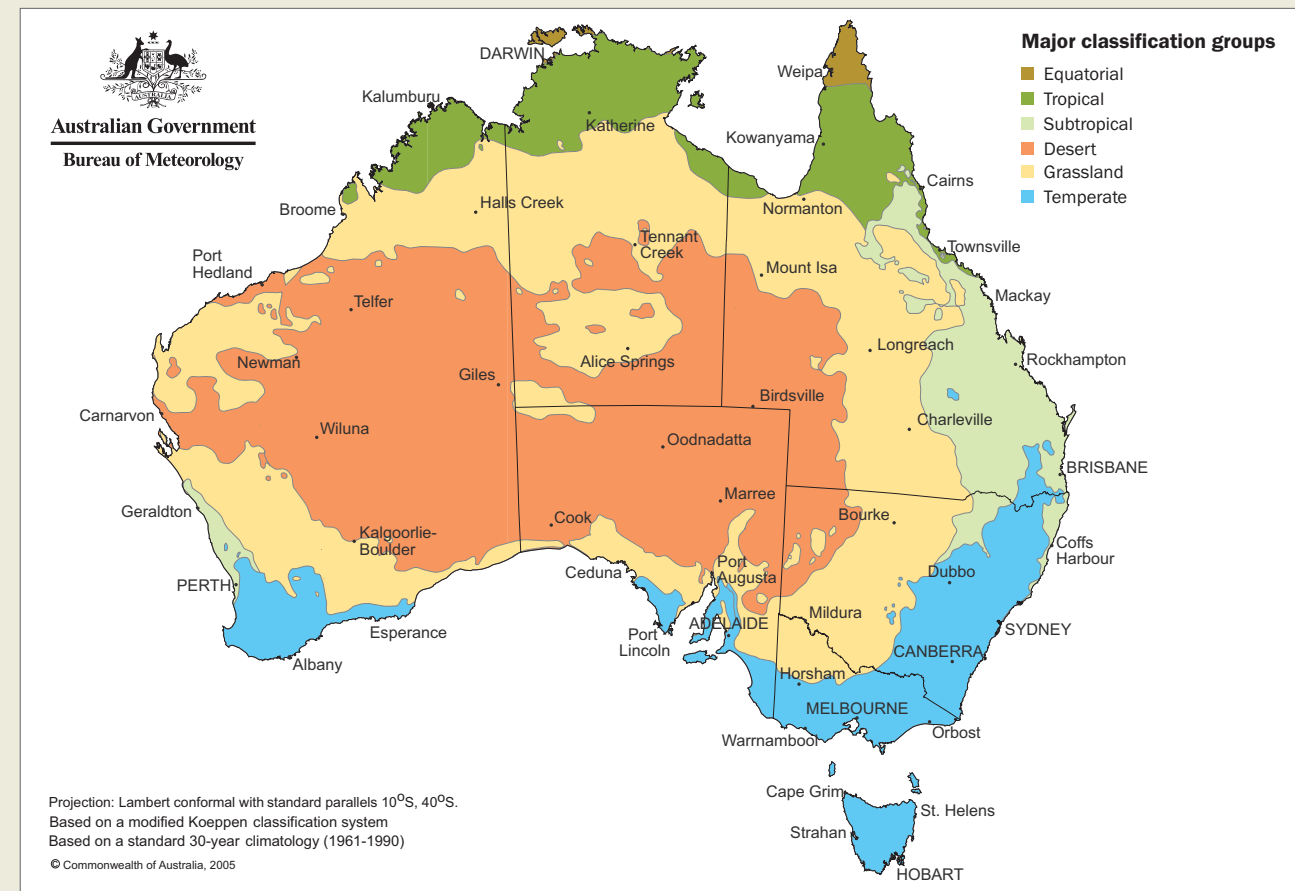 Australian Government
Bureau of Meteorology
AUSTRALIA
Major classification groups
Equatorial
Tropical
Subtropical
Desert
Grassland
Temperate
DARWIN
Weipa
Kalumburu
Katherine
Kowanyama
Cairns
Broome
Halls Creek
Normanton
Tennant
Creek
Townsville
Port
Hedland
Mount Isa
Mackay
Telfer
Newman
Alice Springs
Longreach
Rockhampton
Giles
Birdsville
Carnarvon
Charleville
Wiluna
Oodnadatta
BRISBANE
Marree
Geraldton
Cook
Bourke
Kalgoorlie-
Boulder
Coffs
Harbour
Ceduna
Port
Augusta
Dubbo
PERTH
Mildura
ADELAIDE
Esperance
Port
Lincoln
SYDNEY
CANBERRA
Albany
Horsham
MELBOURNE
Warrnambool
Orbost
Cape Grim
St. Helens
Strahan
HOBART
Projection: Lambert conformal with standard parallels 10ºS, 40ºS.
Based on a modified Koeppen classification system
Based on a standard 30-year climatology (1961-1990)
© Commonwealth of Australia, 2005